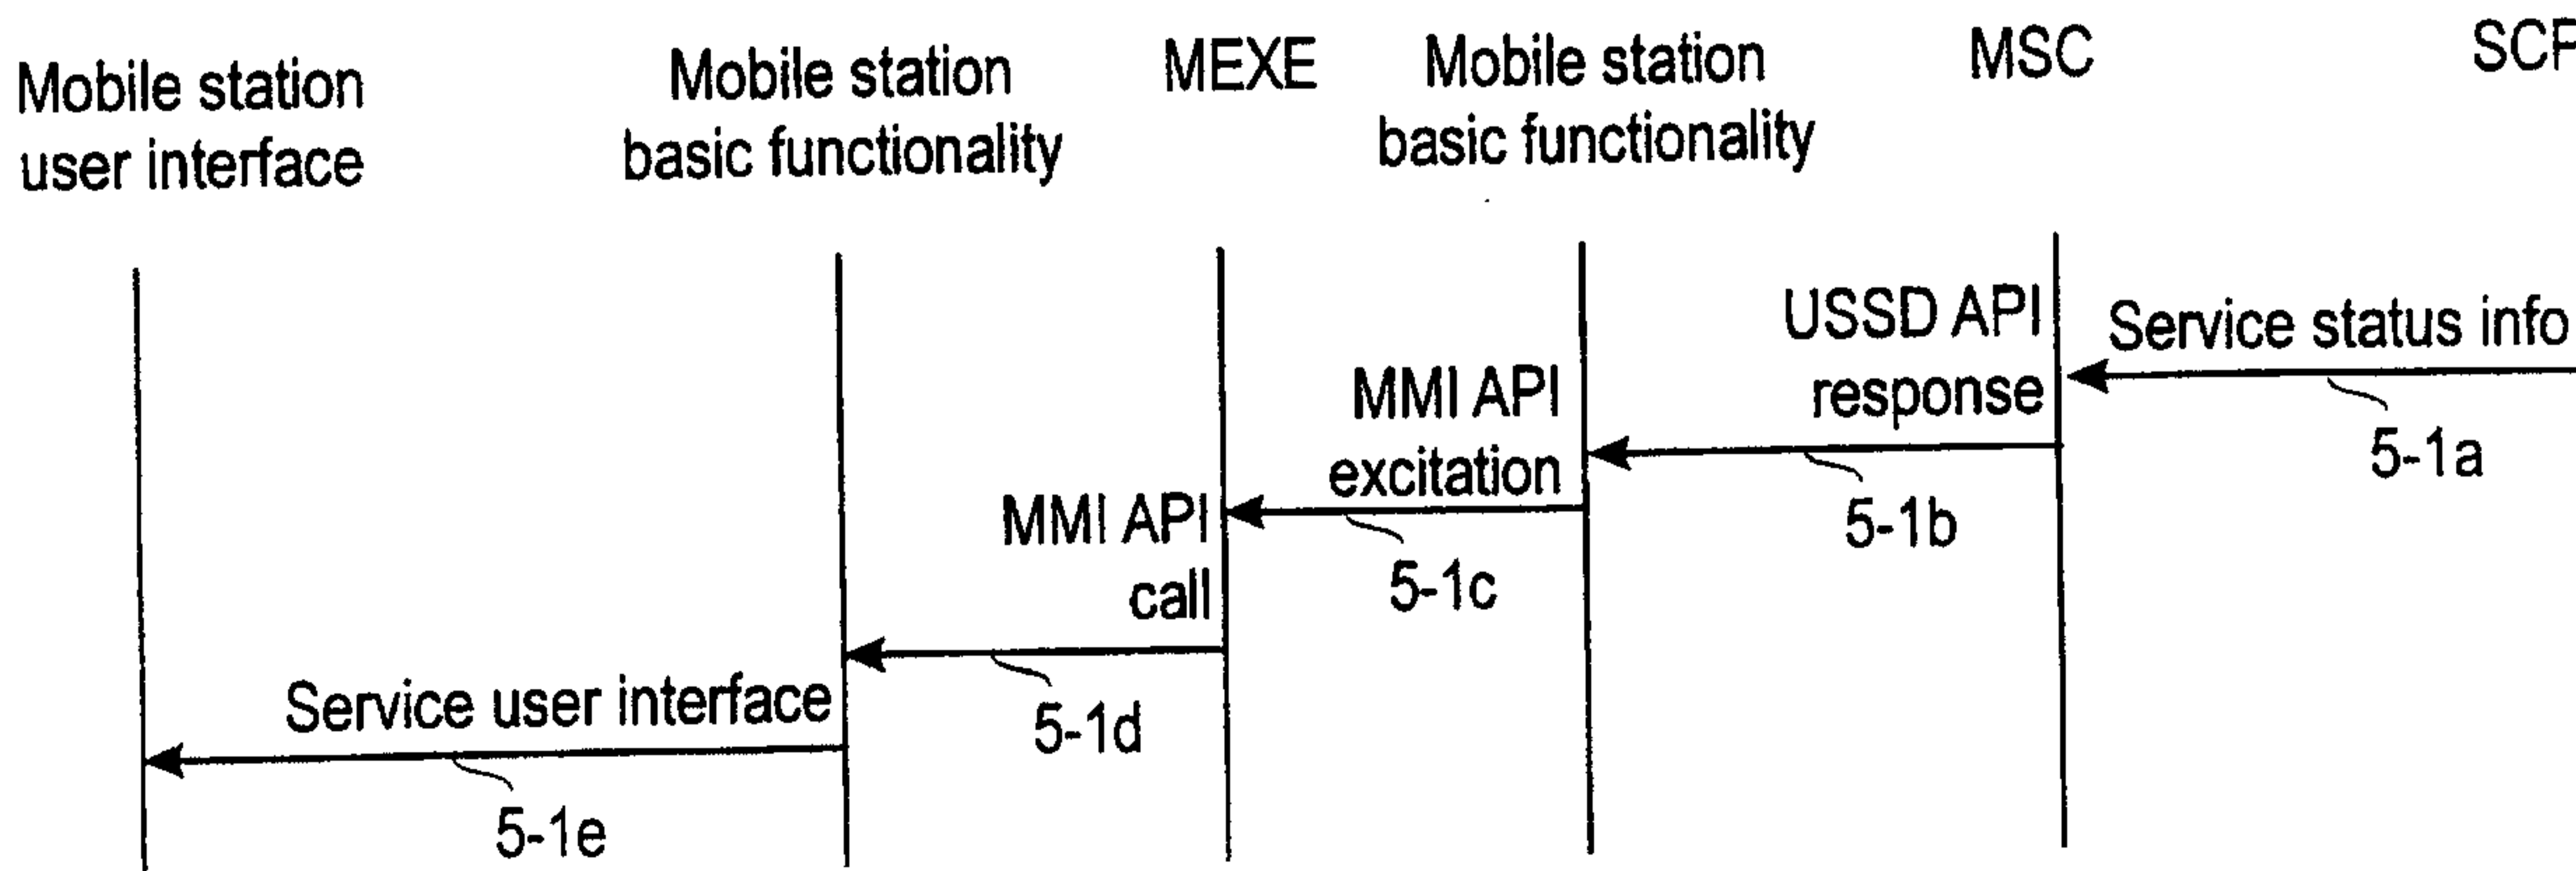 Mobile station
user interface
Mobile station
basic functionality
MEXE
Mobile station
basic functionality
MSC
USSD API
response
Service status info
5-1a
MMI API
excitation
5-1b
MMI API
call
5-1c
Service user interface
5-1d
5-1e